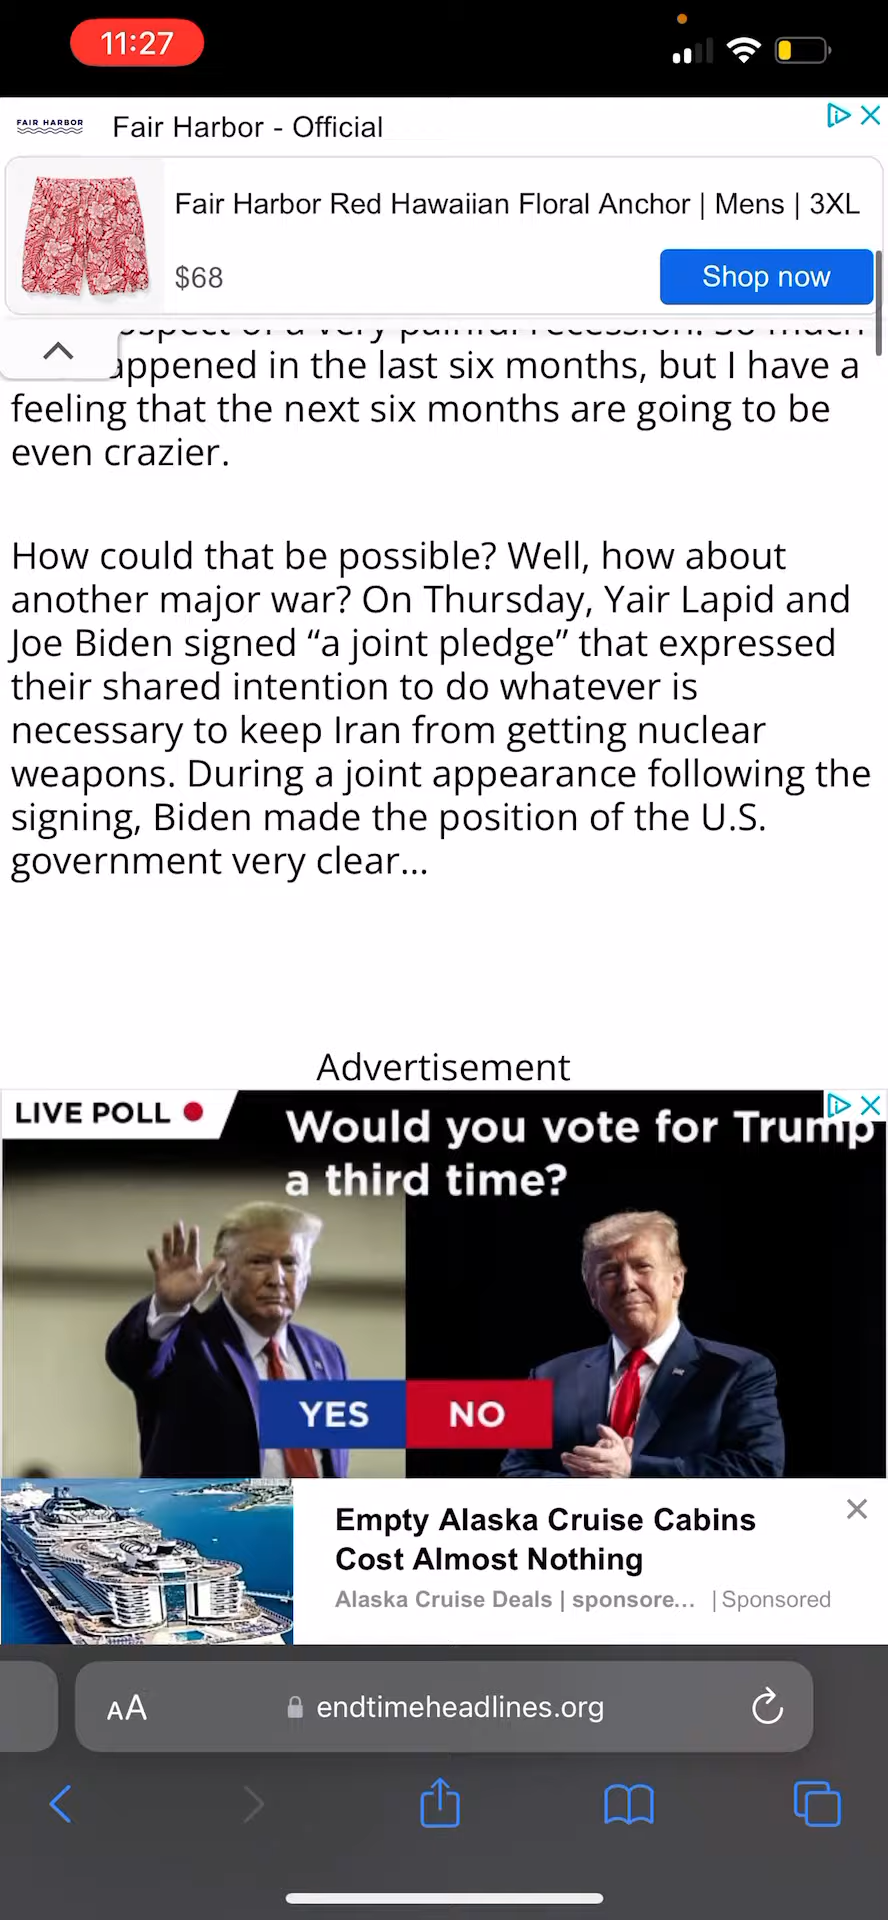 11:27
FAIR HARBOR
Fair Harbor - Official
Fair Harbor Red Hawaiian Floral Anchor | Mens | 3XL
$68
Shop now
of a very painful recession. So much
appened in the last six months, but I have a
feeling that the next six months are going to be
even crazier.
How could that be possible? Well, how about
another major war? On Thursday, Yair Lapid and
Joe Biden signed “a joint pledge” that expressed
their shared intention to do whatever is
necessary to keep Iran from getting nuclear
weapons. During a joint appearance following the
signing, Biden made the position of the U.S.
government very clear...
Advertisement
LIVE POLL
Would you vote for Trump
a third time?
YES
NO
Empty Alaska Cruise Cabins
Cost Almost Nothing
Alaska Cruise Deals | sponsore... | Sponsored
AA
endtimeheadlines.org